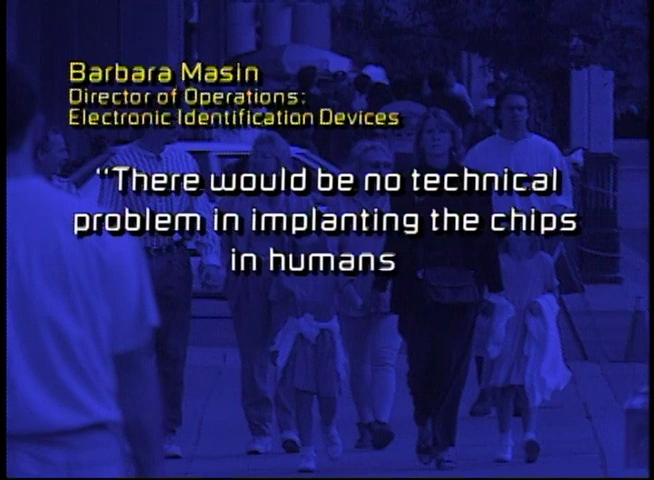 Barbara Masin
Director of Operations:
Electronic Identification Devices
"There would be no technical
problem in implanting the chips
in humans